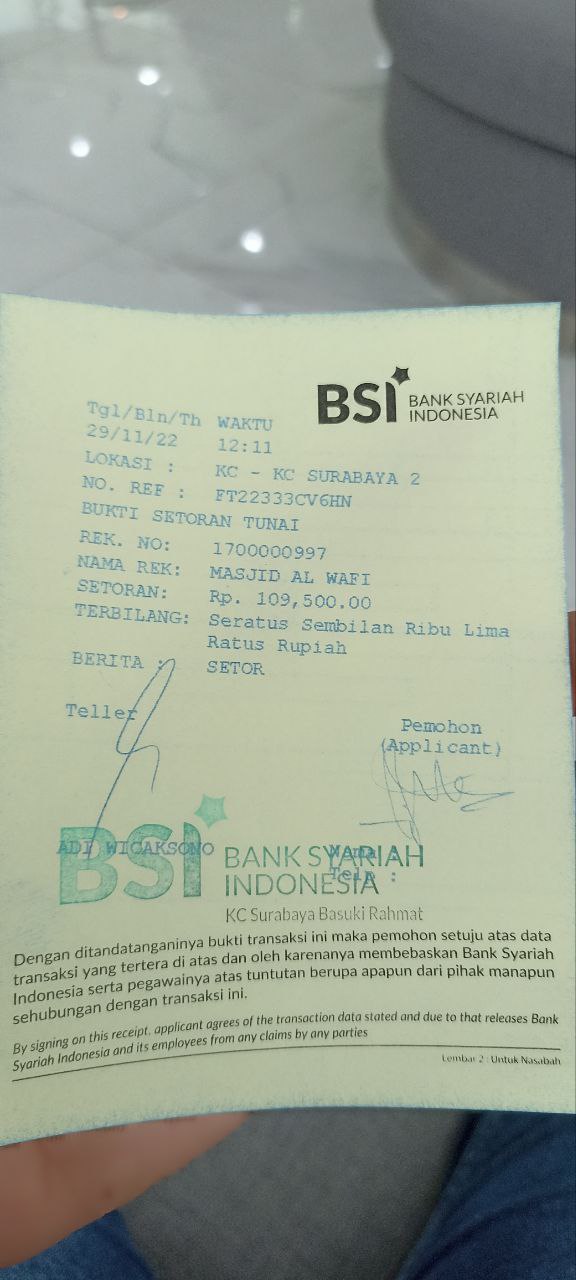 BSI BANK SYARIAH
INDONESIA
Tgl/Bln/Th WAKTU
29/11/22 12:11
LOKASI : KC - KC SURABAYA 2
NO. REF : FT22333CV6HN
BUKTI SETORAN TUNAI
REK. NO: 1700000997
NAMA REK: MASJID AL WAFI
SETORAN: Rp. 109,500.00
TERBILANG: Seratus Sembilan Ribu Lima
Ratus Rupiah
BERITA : SETOR
Teller
Pemohon
(Applicant)
ADI WICAKSONO
Nama :
Telp :
BSI BANK SYARIAH
INDONESIA
KC Surabaya Basuki Rahmat
Dengan ditandatanganinya bukti transaksi ini maka pemohon setuju atas data
transaksi yang tertera di atas dan oleh karenanya membebaskan Bank Syariah
Indonesia serta pegawainya atas tuntutan berupa apapun dari pihak manapun
sehubungan dengan transaksi ini.
By signing on this receipt, applicant agrees of the transaction data stated and due to that releases Bank
Syariah Indonesia and its employees from any claims by any parties
Lembar 2 : Untuk Nasabah